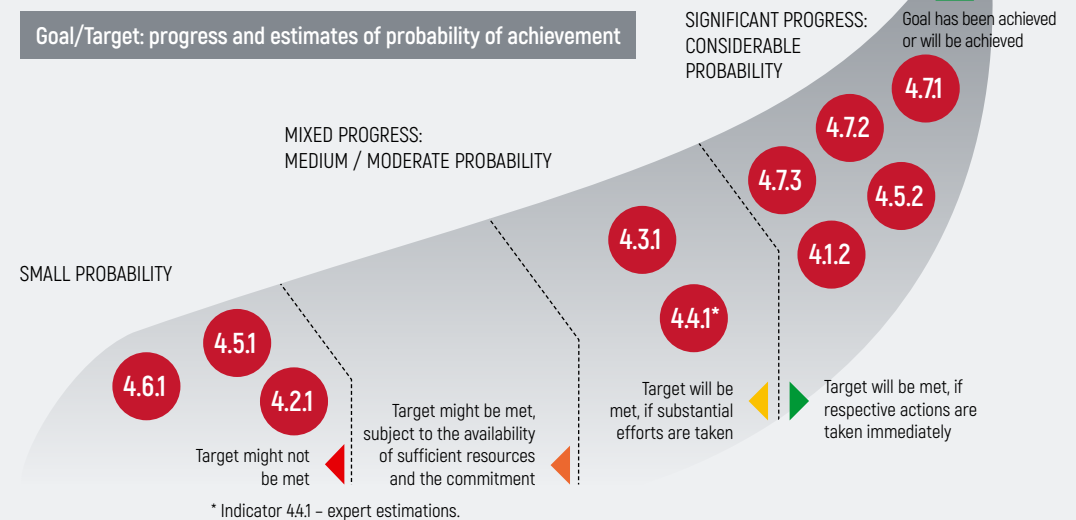 Goal/Target: progress and estimates of probability of achievement
SIGNIFICANT PROGRESS:
CONSIDERABLE
PROBABILITY
Goal has been achieved
or will be achieved
4.7.1
4.7.2
MIXED PROGRESS:
MEDIUM / MODERATE PROBABILITY
4.7.3
4.5.2
4.3.1
4.1.2
SMALL PROBABILITY
4.4.1*
4.5.1
4.6.1
4.2.1
Target might not
be met
Target might be met,
subject to the availability
of sufficient resources
and the commitment
Target will be
met, if substantial
efforts are taken
Target will be met, if
respective actions are
taken immediately
* Indicator 4.4.1 – expert estimations.